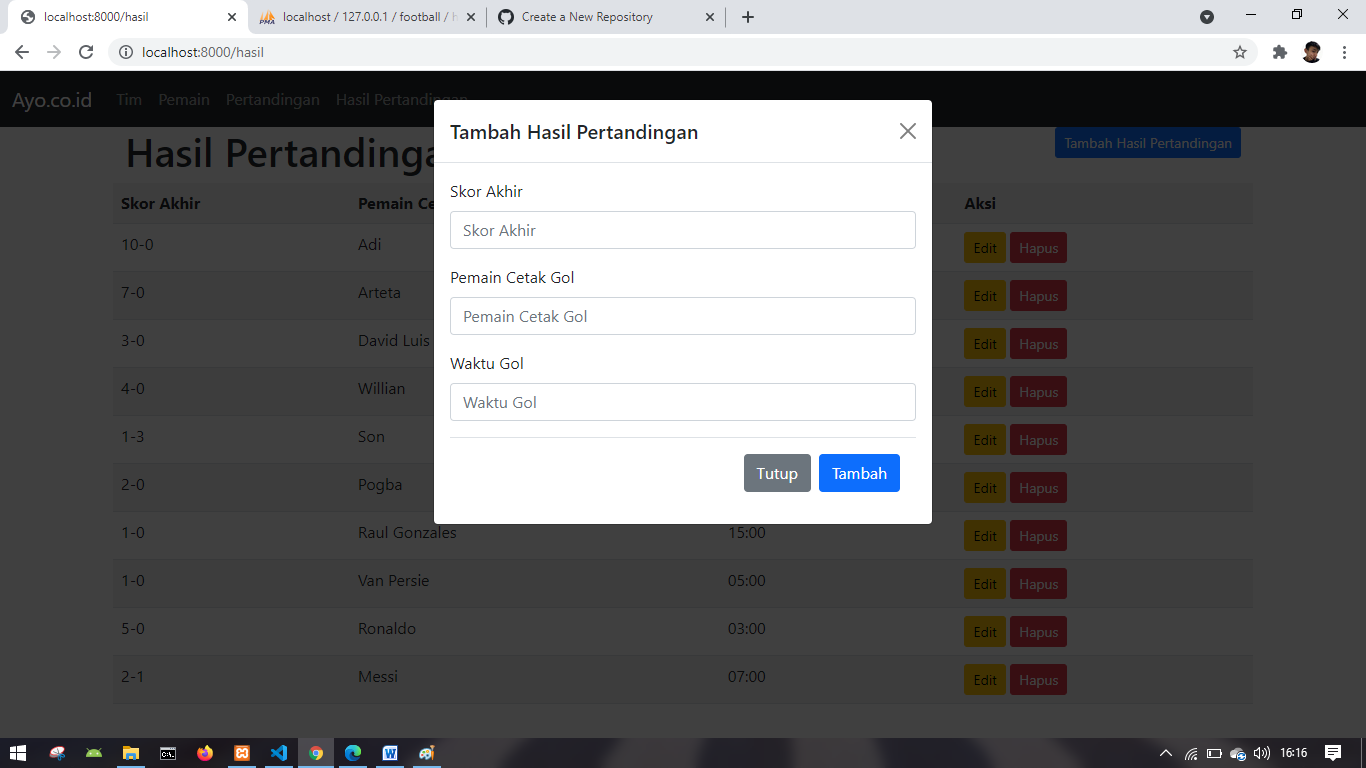 localhost:8000/hasil
localhost / 127.0.0.1 / football / h
Create a New Repository
localhost:8000/hasil
Ayo.co.id Tim Pemain Pertandingan Hasil Pertandingan
Hasil Pertandinga
Tambah Hasil Pertandingan
Skor Akhir Pemain Ce Aksi
10-0 Adi Edit Hapus
7-0 Arteta Edit Hapus
3-0 David Luis Edit Hapus
4-0 Willian Edit Hapus
1-3 Son Edit Hapus
2-0 Pogba Edit Hapus
1-0 Raul Gonzales 15:00 Edit Hapus
1-0 Van Persie 05:00 Edit Hapus
5-0 Ronaldo 03:00 Edit Hapus
2-1 Messi 07:00 Edit Hapus
Tambah Hasil Pertandingan
Skor Akhir
Skor Akhir
Pemain Cetak Gol
Pemain Cetak Gol
Waktu Gol
Waktu Gol
Tutup Tambah
16:16